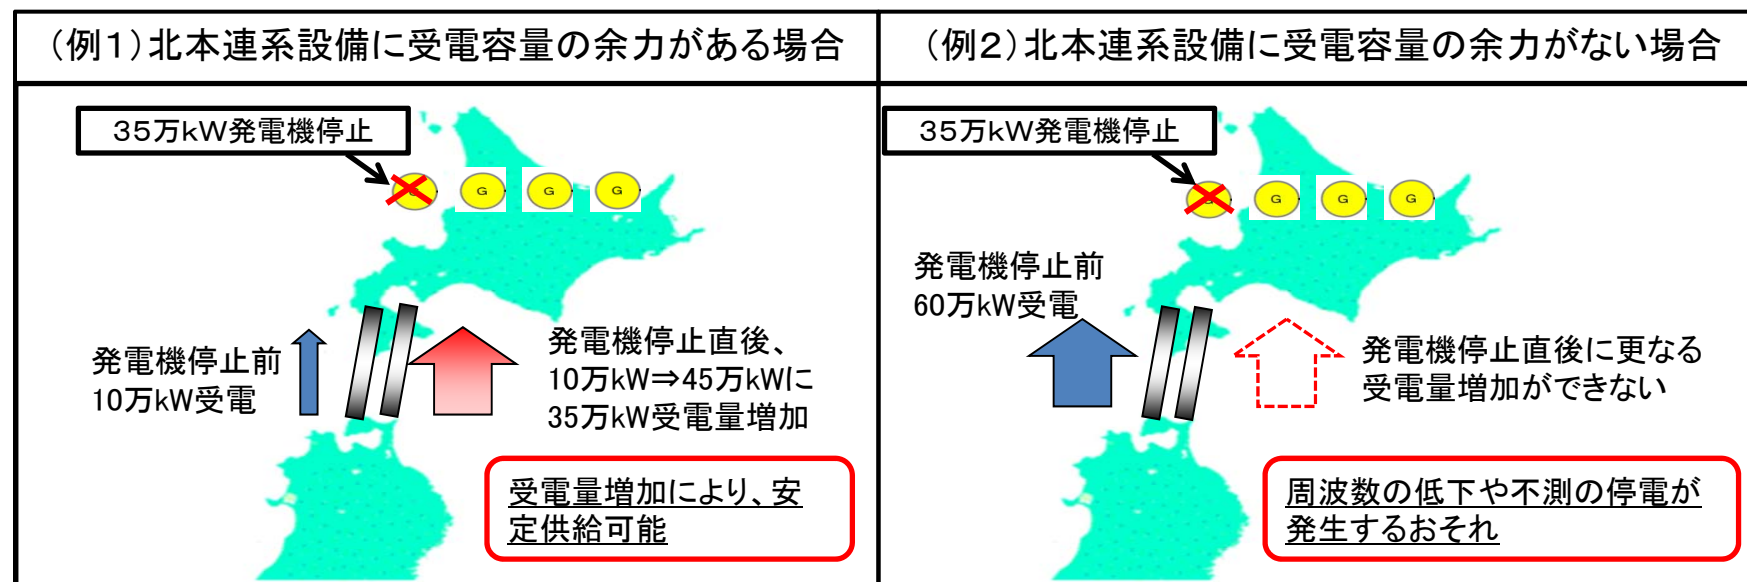 (例1)北本連系設備に受電容量の余力がある場合
35万kW発電機停止
G
G
G
発電機停止前
10万kW受電
発電機停止直後、
10万kW⇒45万kWに
35万kW受電量増加
受電量増加により、安
定供給可能
(例2)北本連系設備に受電容量の余力がない場合
35万kW発電機停止
G
G
G
G
発電機停止前
60万kW受電
発電機停止直後に更なる
受電量増加ができない
周波数の低下や不測の停電が
発生するおそれ